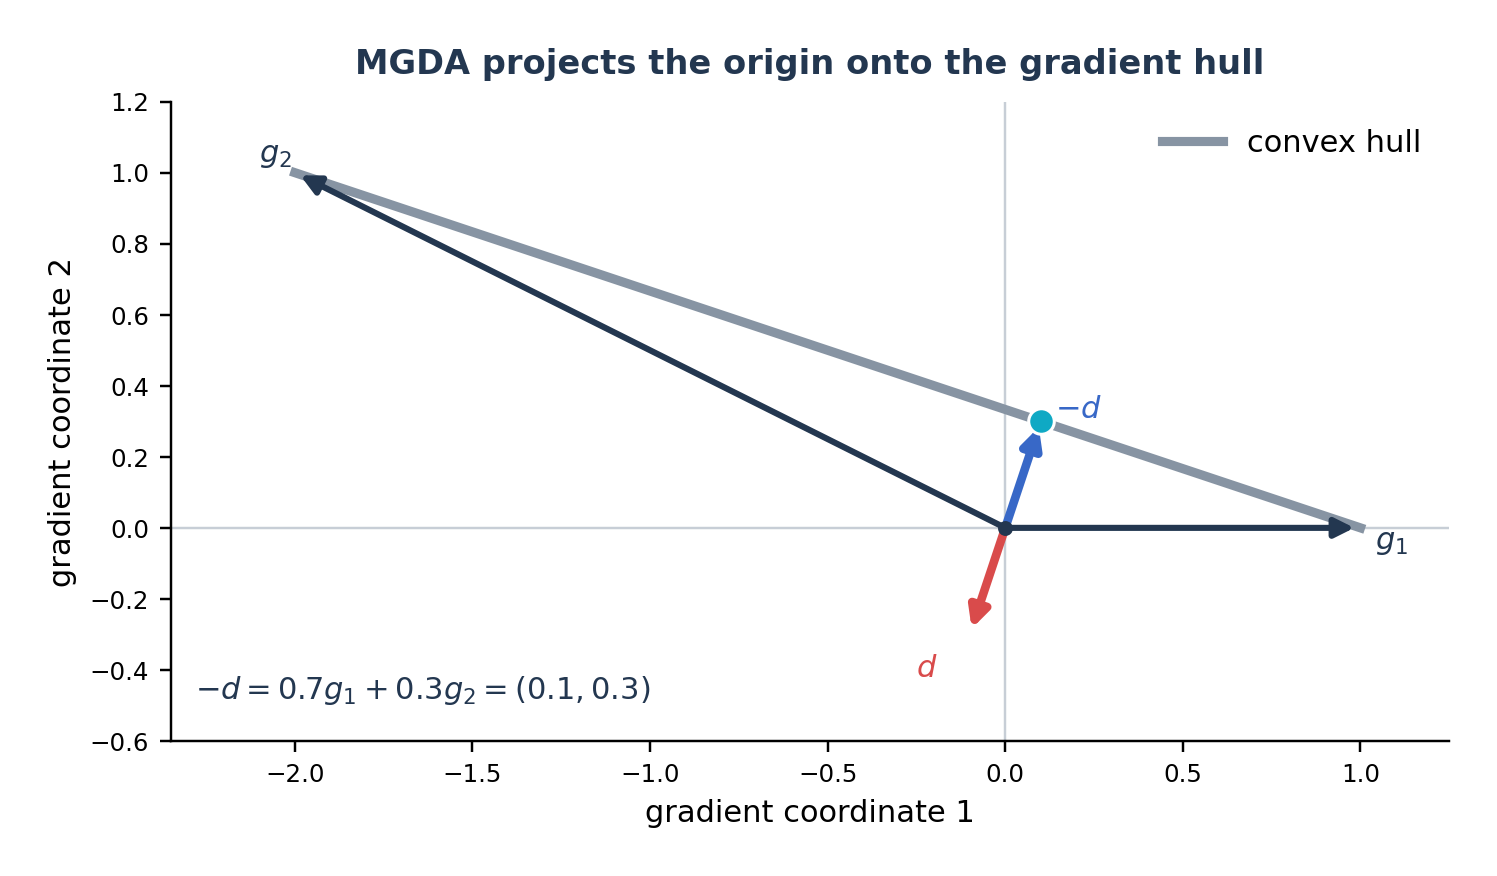 MGDA projects the origin onto the gradient hull
convex hull
g₂
−d
g₁
d
−d = 0.7g₁ + 0.3g₂ = (0.1, 0.3)
gradient coordinate 2
1.2
1.0
0.8
0.6
0.4
0.2
0.0
−0.2
−0.4
−0.6
−2.0 −1.5 −1.0 −0.5 0.0 0.5 1.0
gradient coordinate 1